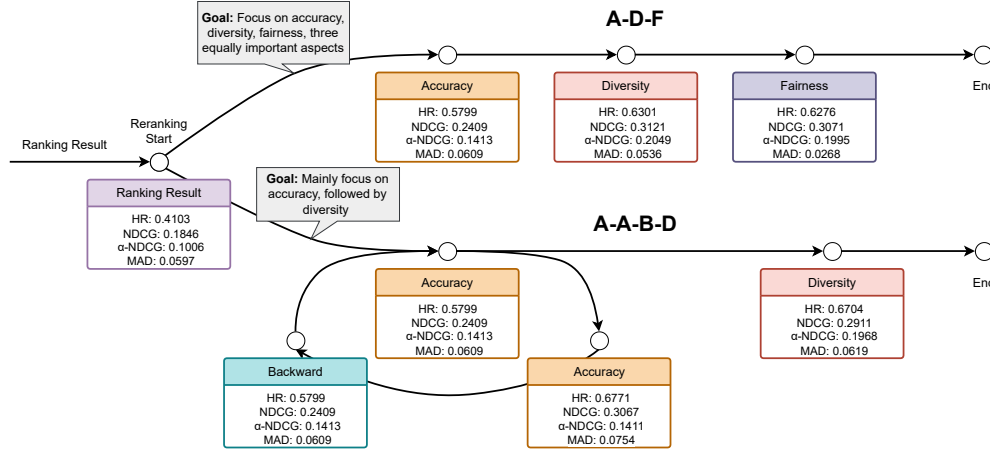 Goal: Focus on accuracy,
diversity, fairness, three
equally important aspects
A-D-F
Accuracy
HR: 0.5799
NDCG: 0.2409
α-NDCG: 0.1413
MAD: 0.0609
Diversity
HR: 0.6301
NDCG: 0.3121
α-NDCG: 0.2049
MAD: 0.0536
Fairness
HR: 0.6276
NDCG: 0.3071
α-NDCG: 0.1995
MAD: 0.0268
Ranking Result
Reranking
Start
Ranking Result
HR: 0.4103
NDCG: 0.1846
α-NDCG: 0.1006
MAD: 0.0597
Goal: Mainly focus on
accuracy, followed by
diversity
A-A-B-D
Accuracy
HR: 0.5799
NDCG: 0.2409
α-NDCG: 0.1413
MAD: 0.0609
Diversity
HR: 0.6704
NDCG: 0.2911
α-NDCG: 0.1968
MAD: 0.0619
Backward
HR: 0.5799
NDCG: 0.2409
α-NDCG: 0.1413
MAD: 0.0609
Accuracy
HR: 0.6771
NDCG: 0.3067
α-NDCG: 0.1411
MAD: 0.0754